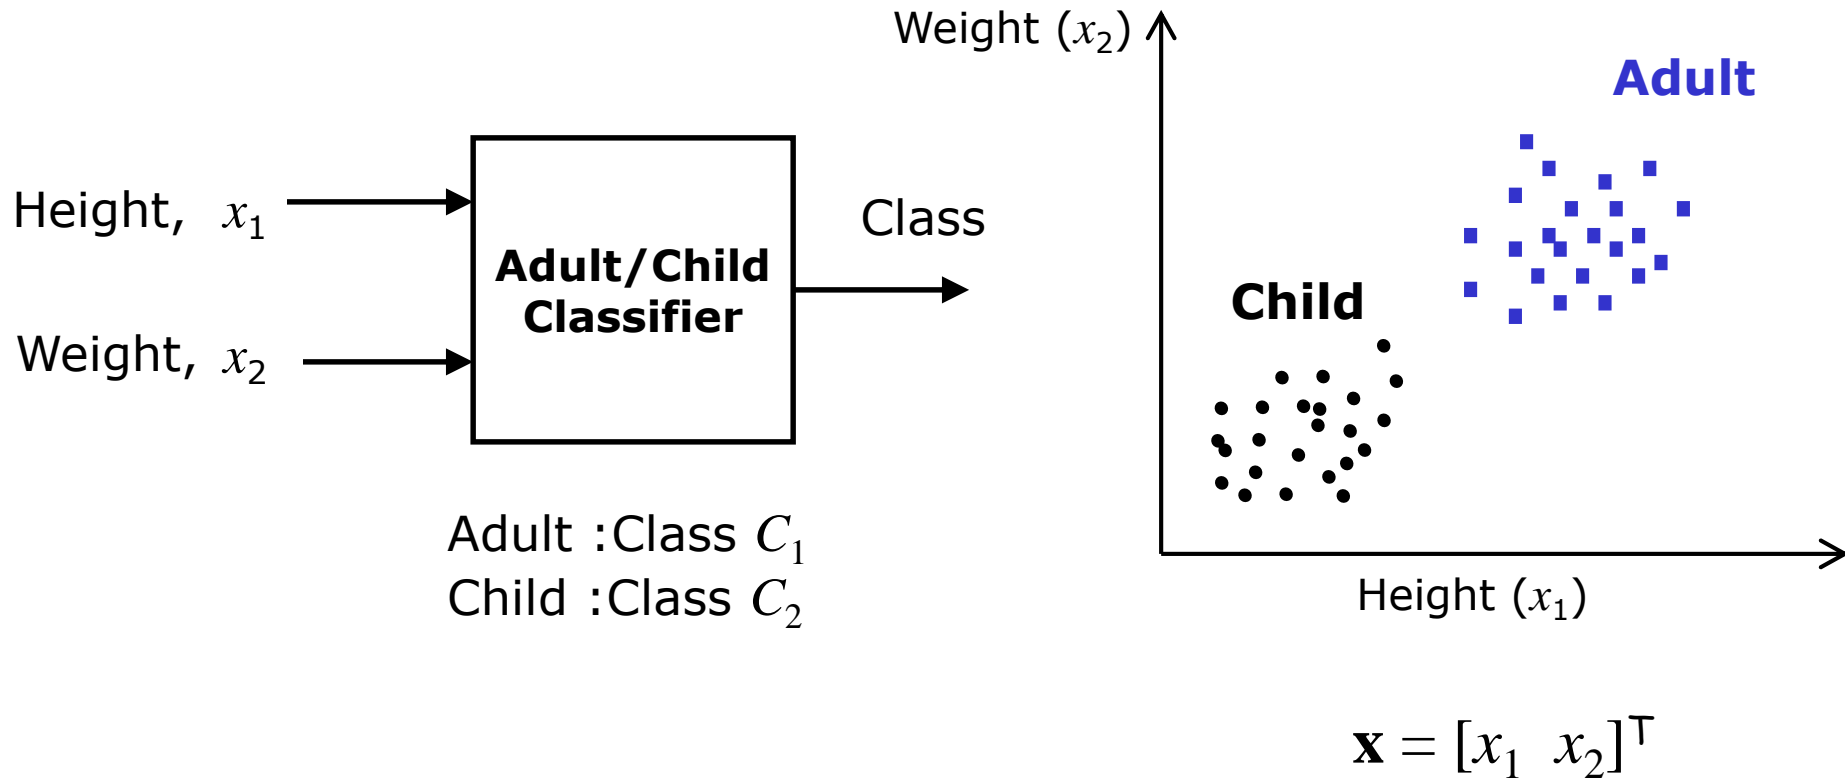 Height, x₁
Weight, x₂
Adult/Child
Classifier
Class
Adult :Class C₁
Child :Class C₂
Weight (x₂)
Adult
Child
Height (x₁)
𝐱 = [x₁ x₂]ᵀ